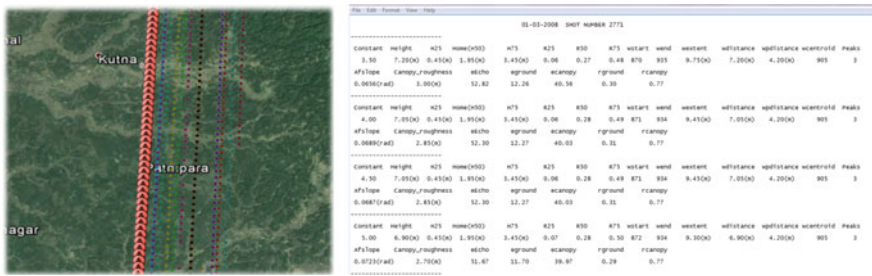 Kutna
Patnipara
nagar
File Edit Format View Help
01-03-2008 SHOT NUMBER 2771
--------------------------
Constant Height H25 Home(H50) H75 R25 R50 R75 wstart wend wextent wdistance wpdistance wcentroid Peaks
3.50 7.20(m) 0.45(m) 1.95(m) 3.45(m) 0.06 0.27 0.48 870 935 9.75(m) 7.20(m) 4.20(m) 905 3
Afslope Canopy_roughness eEcho eground ecanopy rground rcanopy
0.0656(rad) 3.00(m) 52.82 12.26 40.56 0.30 0.77
--------------------------
Constant Height H25 Home(H50) H75 R25 R50 R75 wstart wend wextent wdistance wpdistance wcentroid Peaks
4.00 7.05(m) 0.45(m) 1.95(m) 3.45(m) 0.06 0.28 0.49 871 934 9.45(m) 7.05(m) 4.20(m) 905 3
Afslope Canopy_roughness eEcho eground ecanopy rground rcanopy
0.0689(rad) 2.85(m) 52.30 12.27 40.03 0.31 0.77
--------------------------
Constant Height H25 Home(H50) H75 R25 R50 R75 wstart wend wextent wdistance wpdistance wcentroid Peaks
4.50 7.05(m) 0.45(m) 1.95(m) 3.45(m) 0.06 0.28 0.49 871 934 9.45(m) 7.05(m) 4.20(m) 905 3
Afslope Canopy_roughness eEcho eground ecanopy rground rcanopy
0.0687(rad) 2.85(m) 52.30 12.27 40.03 0.31 0.77
--------------------------
Constant Height H25 Home(H50) H75 R25 R50 R75 wstart wend wextent wdistance wpdistance wcentroid Peaks
5.00 6.90(m) 0.45(m) 1.95(m) 3.45(m) 0.07 0.28 0.50 872 934 9.30(m) 6.90(m) 4.20(m) 905 3
Afslope Canopy_roughness eEcho eground ecanopy rground rcanopy
0.0723(rad) 2.70(m) 51.67 11.70 39.97 0.29 0.77
--------------------------